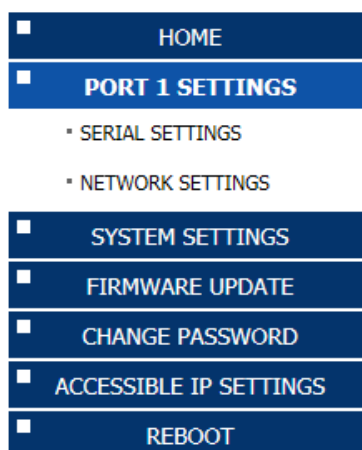 HOME
PORT 1 SETTINGS
SERIAL SETTINGS
NETWORK SETTINGS
SYSTEM SETTINGS
FIRMWARE UPDATE
CHANGE PASSWORD
ACCESSIBLE IP SETTINGS
REBOOT